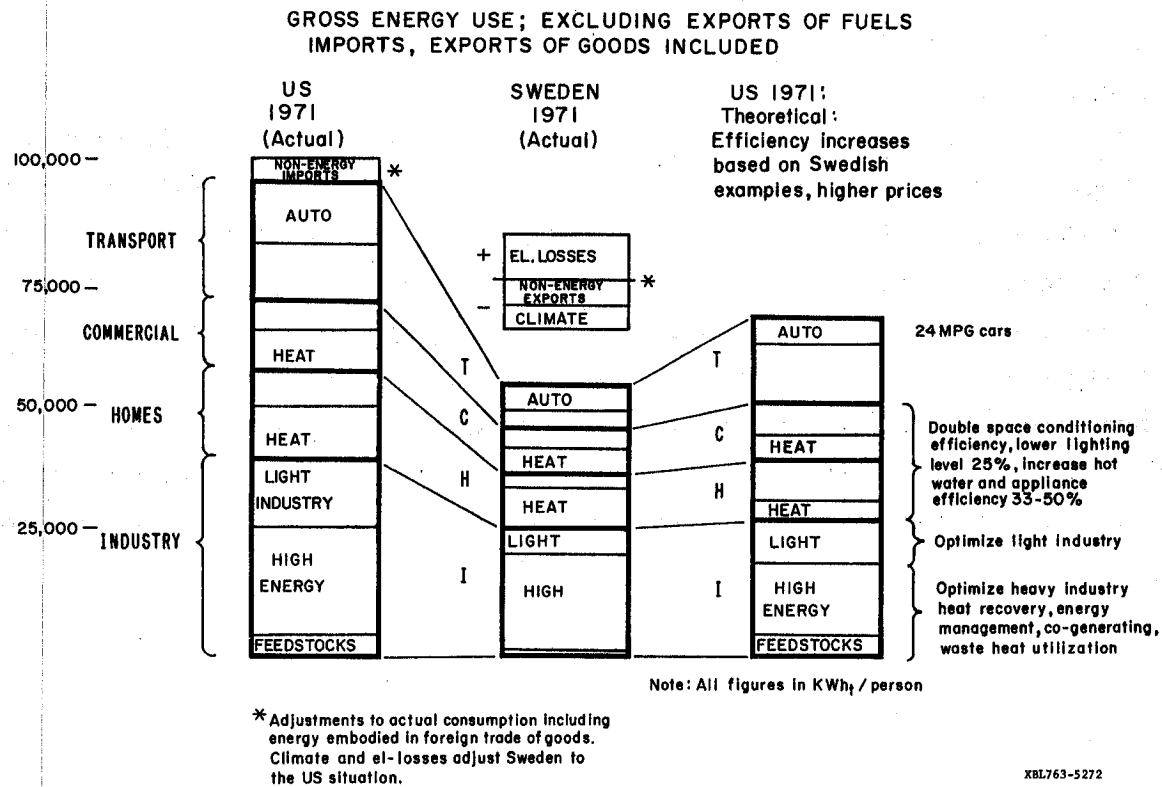 GROSS ENERGY USE; EXCLUDING EXPORTS OF FUELS
IMPORTS, EXPORTS OF GOODS INCLUDED
US
1971
(Actual)
SWEDEN
1971
(Actual)
US 1971:
Theoretical:
Efficiency increases
based on Swedish
examples, higher prices
100,000
75,000
50,000
25,000
TRANSPORT
COMMERCIAL
HOMES
INDUSTRY
NON-ENERGY
IMPORTS
*
AUTO
HEAT
HEAT
LIGHT
INDUSTRY
HIGH
ENERGY
FEEDSTOCKS
T
C
H
I
+
EL. LOSSES
NON-ENERGY
EXPORTS
*
−
CLIMATE
AUTO
HEAT
HEAT
LIGHT
HIGH
T
C
H
I
AUTO
HEAT
HEAT
LIGHT
HIGH
ENERGY
FEEDSTOCKS
24 MPG cars
Double space conditioning
efficiency, lower lighting
level 25%, increase hot
water and appliance
efficiency 33-50%
Optimize light industry
Optimize heavy industry
heat recovery, energy
management, co-generating,
waste heat utilization
Note: All figures in KWht / person
* Adjustments to actual consumption including
energy embodied in foreign trade of goods.
Climate and el-losses adjust Sweden to
the US situation.
XBL763-5272